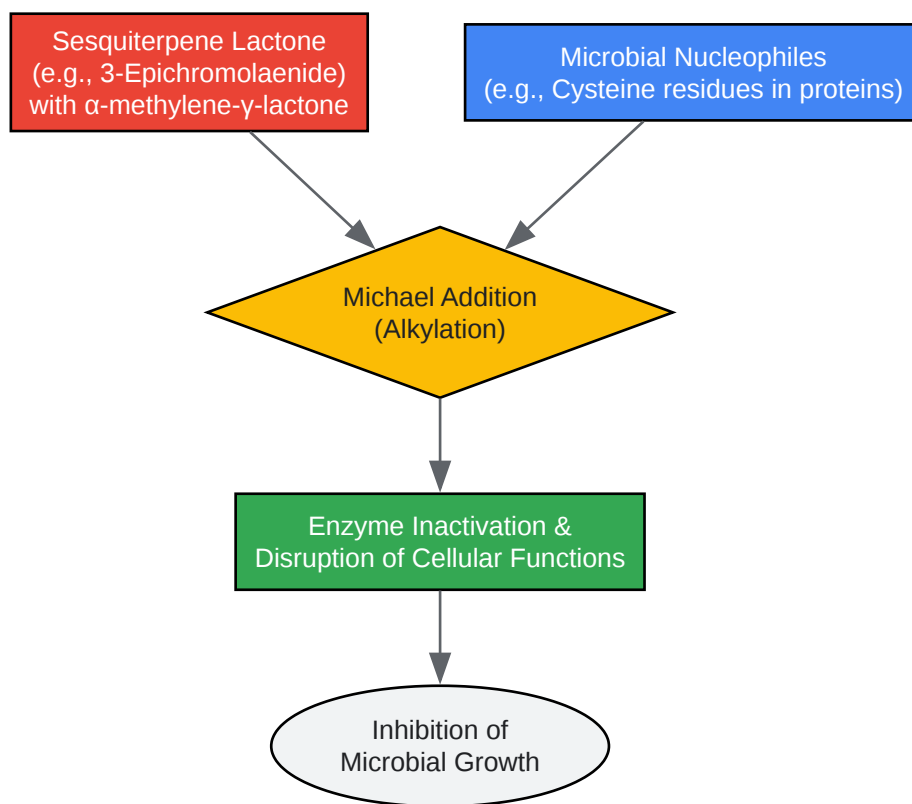 Sesquiterpene Lactone
(e.g., 3-Epichromolaenide)
with α-methylene-γ-lactone
Microbial Nucleophiles
(e.g., Cysteine residues in proteins)
Michael Addition
(Alkylation)
Enzyme Inactivation &
Disruption of Cellular Functions
Inhibition of
Microbial Growth